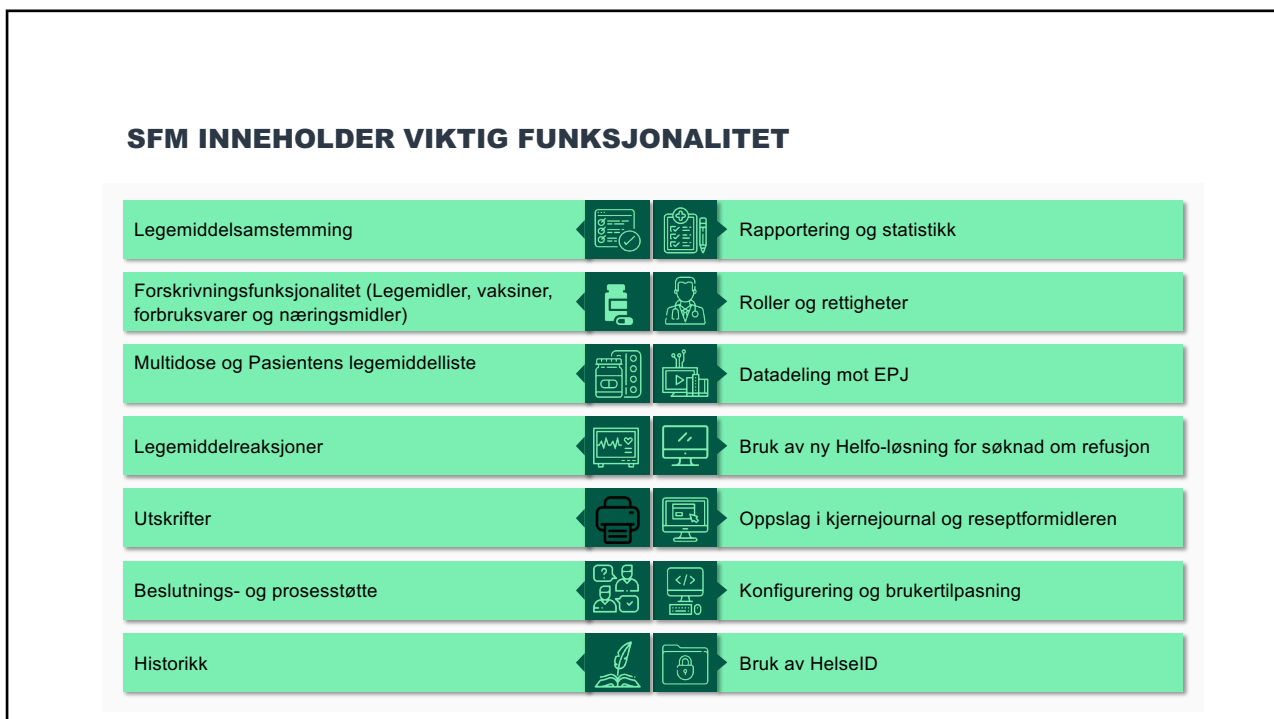 SFM INNEHOLDER VIKTIG FUNKSJONALITET
Legemiddelsamstemming
Forskrivningsfunksjonalitet (Legemidler, vaksiner,
forbruksvarer og næringsmidler)
Multidose og Pasientens legemiddelliste
Legemiddelreaksjoner
Utskrifter
Beslutnings- og prosesstøtte
Historikk
Rapportering og statistikk
Roller og rettigheter
Datadeling mot EPJ
Bruk av ny Helfo-løsning for søknad om refusjon
Oppslag i kjernejournal og reseptformidleren
Konfigurering og brukertilpasning
Bruk av HelseID